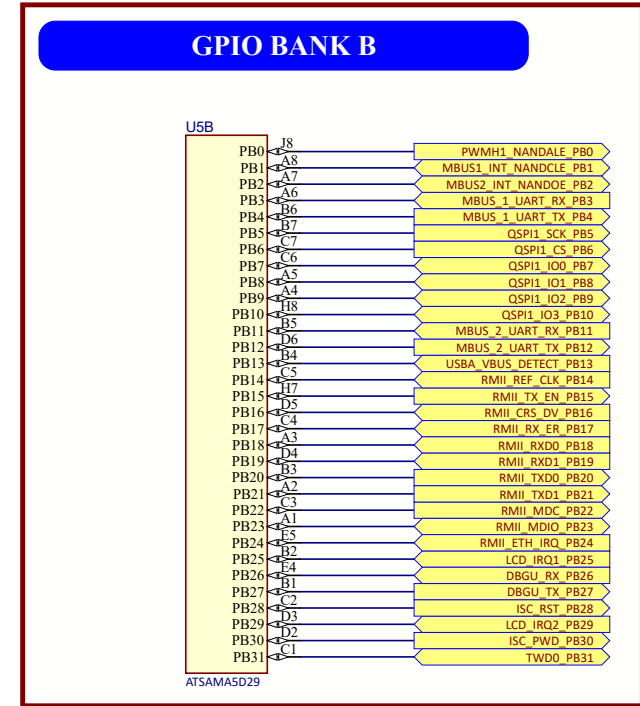 GPIO BANK B
U5B
PB0 J8 PWMH1_NANDALE_PB0
PB1 A8 MBUS1_INT_NANDCLE_PB1
PB2 A7 MBUS2_INT_NANDOE_PB2
PB3 A6 MBUS_1_UART_RX_PB3
PB4 B6 MBUS_1_UART_TX_PB4
PB5 B7 QSPI1_SCK_PB5
PB6 C7 QSPI1_CS_PB6
PB7 C6 QSPI1_IO0_PB7
PB8 A5 QSPI1_IO1_PB8
PB9 A4 QSPI1_IO2_PB9
PB10 H8 QSPI1_IO3_PB10
PB11 B5 MBUS_2_UART_RX_PB11
PB12 D6 MBUS_2_UART_TX_PB12
PB13 B4 USBA_VBUS_DETECT_PB13
PB14 C5 RMII_REF_CLK_PB14
PB15 H7 RMII_TX_EN_PB15
PB16 D5 RMII_CRS_DV_PB16
PB17 C4 RMII_RX_ER_PB17
PB18 A3 RMII_RXD0_PB18
PB19 D4 RMII_RXD1_PB19
PB20 B3 RMII_TXD0_PB20
PB21 A2 RMII_TXD1_PB21
PB22 C3 RMII_MDC_PB22
PB23 A1 RMII_MDIO_PB23
PB24 E5 RMII_ETH_IRQ_PB24
PB25 B2 LCD_IRQ1_PB25
PB26 E4 DBGU_RX_PB26
PB27 B1 DBGU_TX_PB27
PB28 C2 ISC_RST_PB28
PB29 D3 LCD_IRQ2_PB29
PB30 D2 ISC_PWD_PB30
PB31 C1 TWD0_PB31
ATSAMA5D29